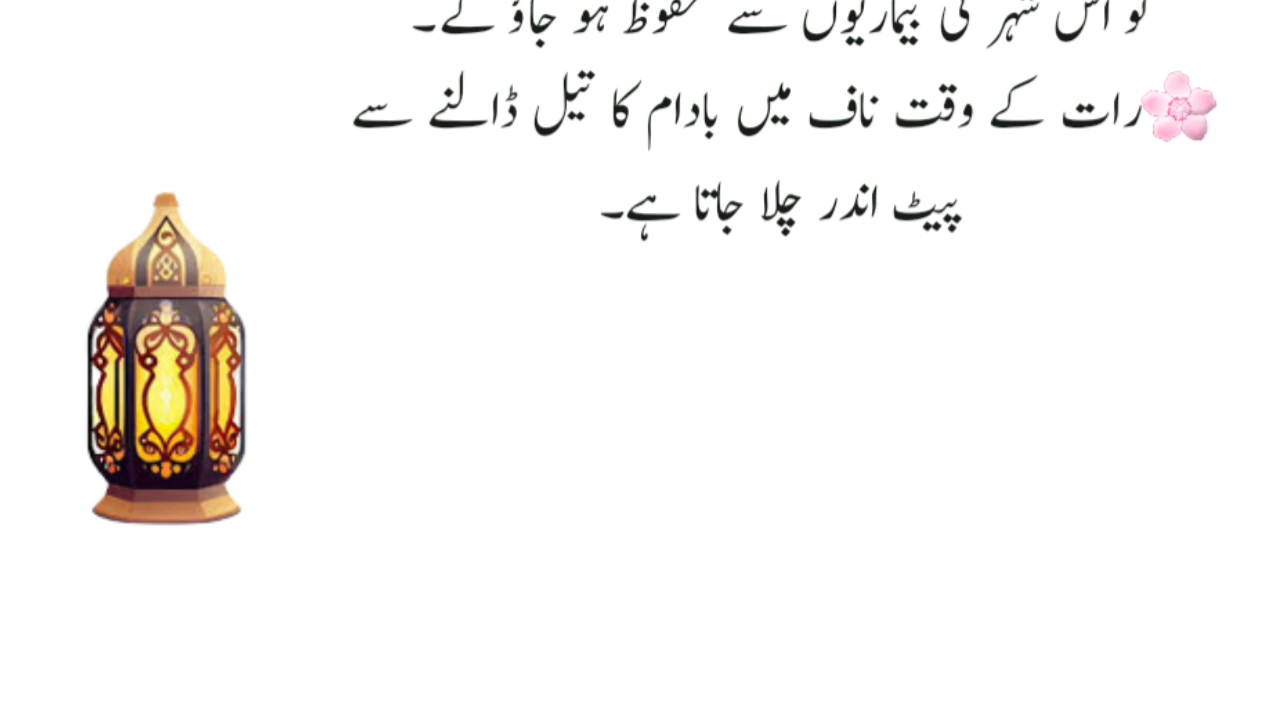 تو اس شہر کی بیماریوں سے محفوظ ہو جاؤ گے۔
رات کے وقت ناف میں بادام کا تیل ڈالنے سے
پیٹ اندر چلا جاتا ہے۔